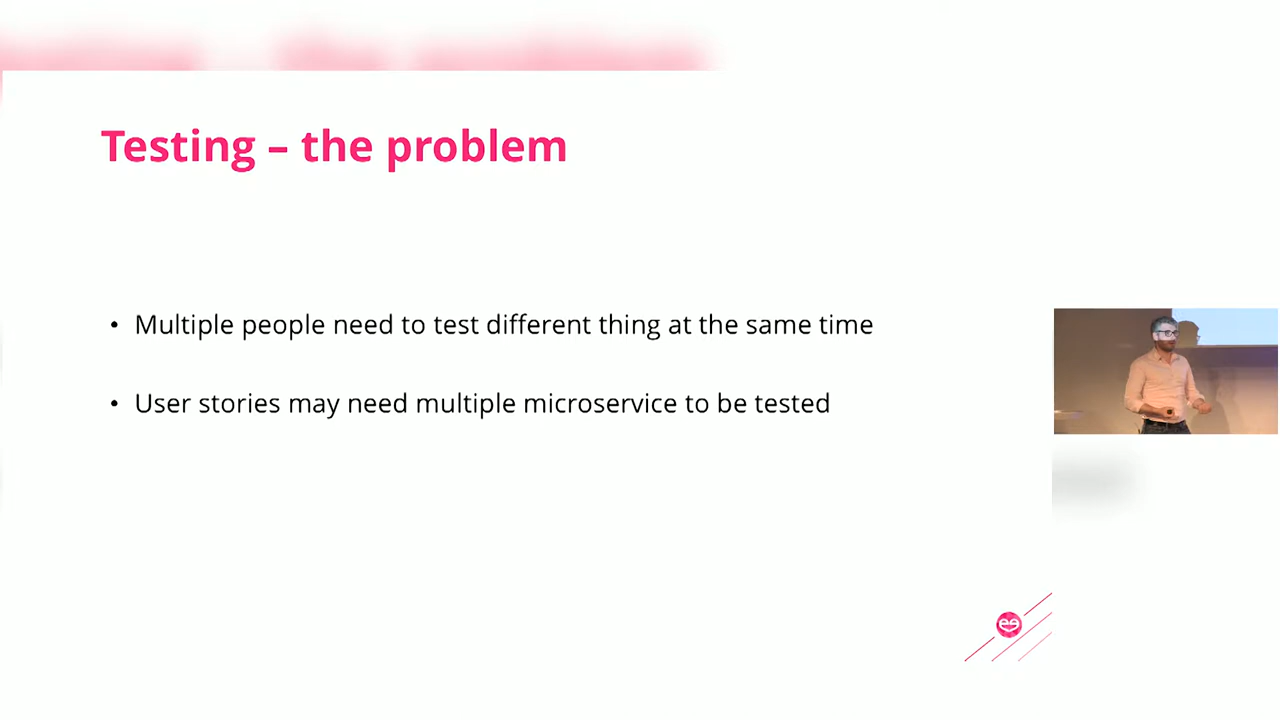 Testing – the problem
• Multiple people need to test different thing at the same time
• User stories may need multiple microservice to be tested